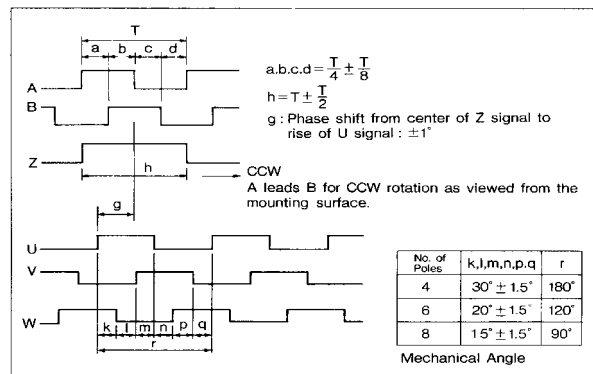 T
a b c d
A
B
Z
h
g
U
V
W
k l m n p q
r
a.b.c.d=T/4±T/8
h=T±T/2
g : Phase shift from center of Z signal to
rise of U signal : ±1°
CCW
A leads B for CCW rotation as viewed from the
mounting surface.
No. of
Poles k,l,m,n,p.q r
4 30°±1.5° 180°
6 20°±1.5° 120°
8 15°±1.5° 90°
Mechanical Angle